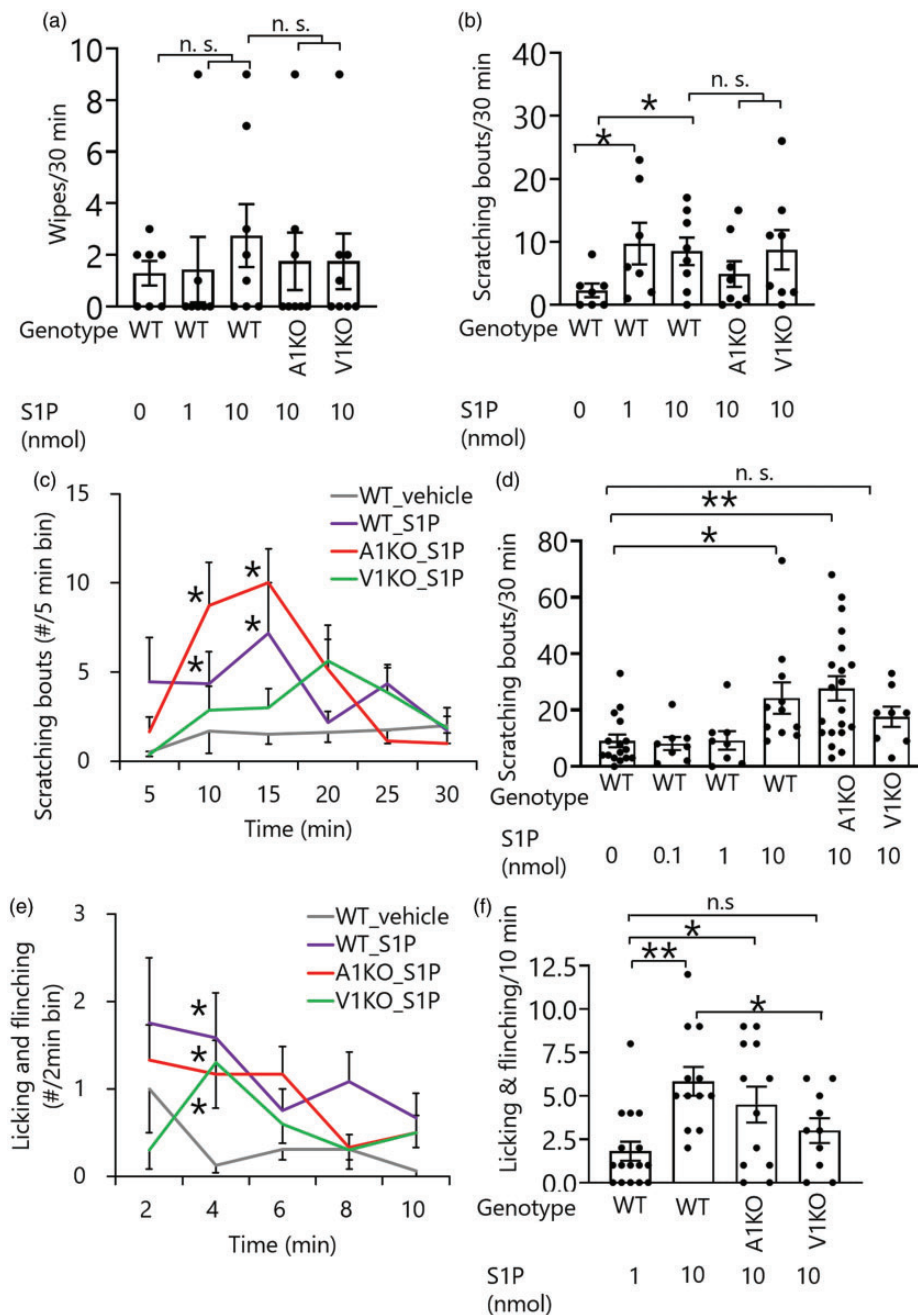 (a)
n. s.
n. s.
Wipes/30 min
10
8
6
4
2
0
Genotype WT WT WT A1KO V1KO
S1P 0 1 10 10 10
(nmol)
(b)
n. s.
*
*
Scratching bouts/30 min
40
30
20
10
0
Genotype WT WT WT A1KO V1KO
S1P 0 1 10 10 10
(nmol)
(c)
Scratching bouts (#/5 min bin)
15
10
5
0
WT_vehicle
WT_S1P
A1KO_S1P
V1KO_S1P
* *
* *
5 10 15 20 25 30
Time (min)
(d)
n. s.
**
*
Scratching bouts/30 min
80
60
40
20
0
Genotype WT WT WT WT A1KO V1KO
S1P 0 0.1 1 10 10 10
(nmol)
(e)
Licking and flinching
(#/2min bin)
3
2
1
0
WT_vehicle
WT_S1P
A1KO_S1P
V1KO_S1P
*
*
*
2 4 6 8 10
Time (min)
(f)
n.s
*
**
*
Licking & flinching/10 min
12.5
10.0
7.5
5.0
2.5
0.0
Genotype WT WT A1KO V1KO
S1P 1 10 10 10
(nmol)